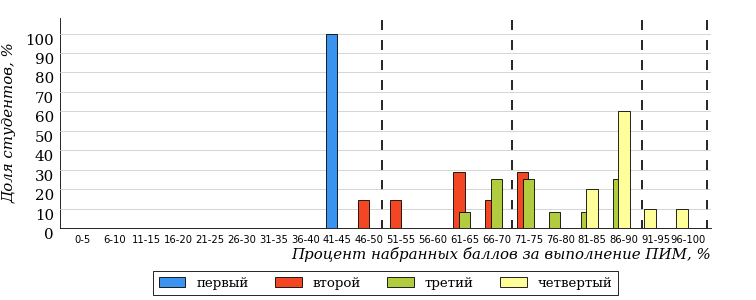 Доля студентов, %
100
90
80
70
60
50
40
30
20
10
0
0-5 6-10 11-15 16-20 21-25 26-30 31-35 36-40 41-45 46-50 51-55 56-60 61-65 66-70 71-75 76-80 81-85 86-90 91-95 96-100
Процент набранных баллов за выполнение ПИМ, %
первый второй третий четвертый